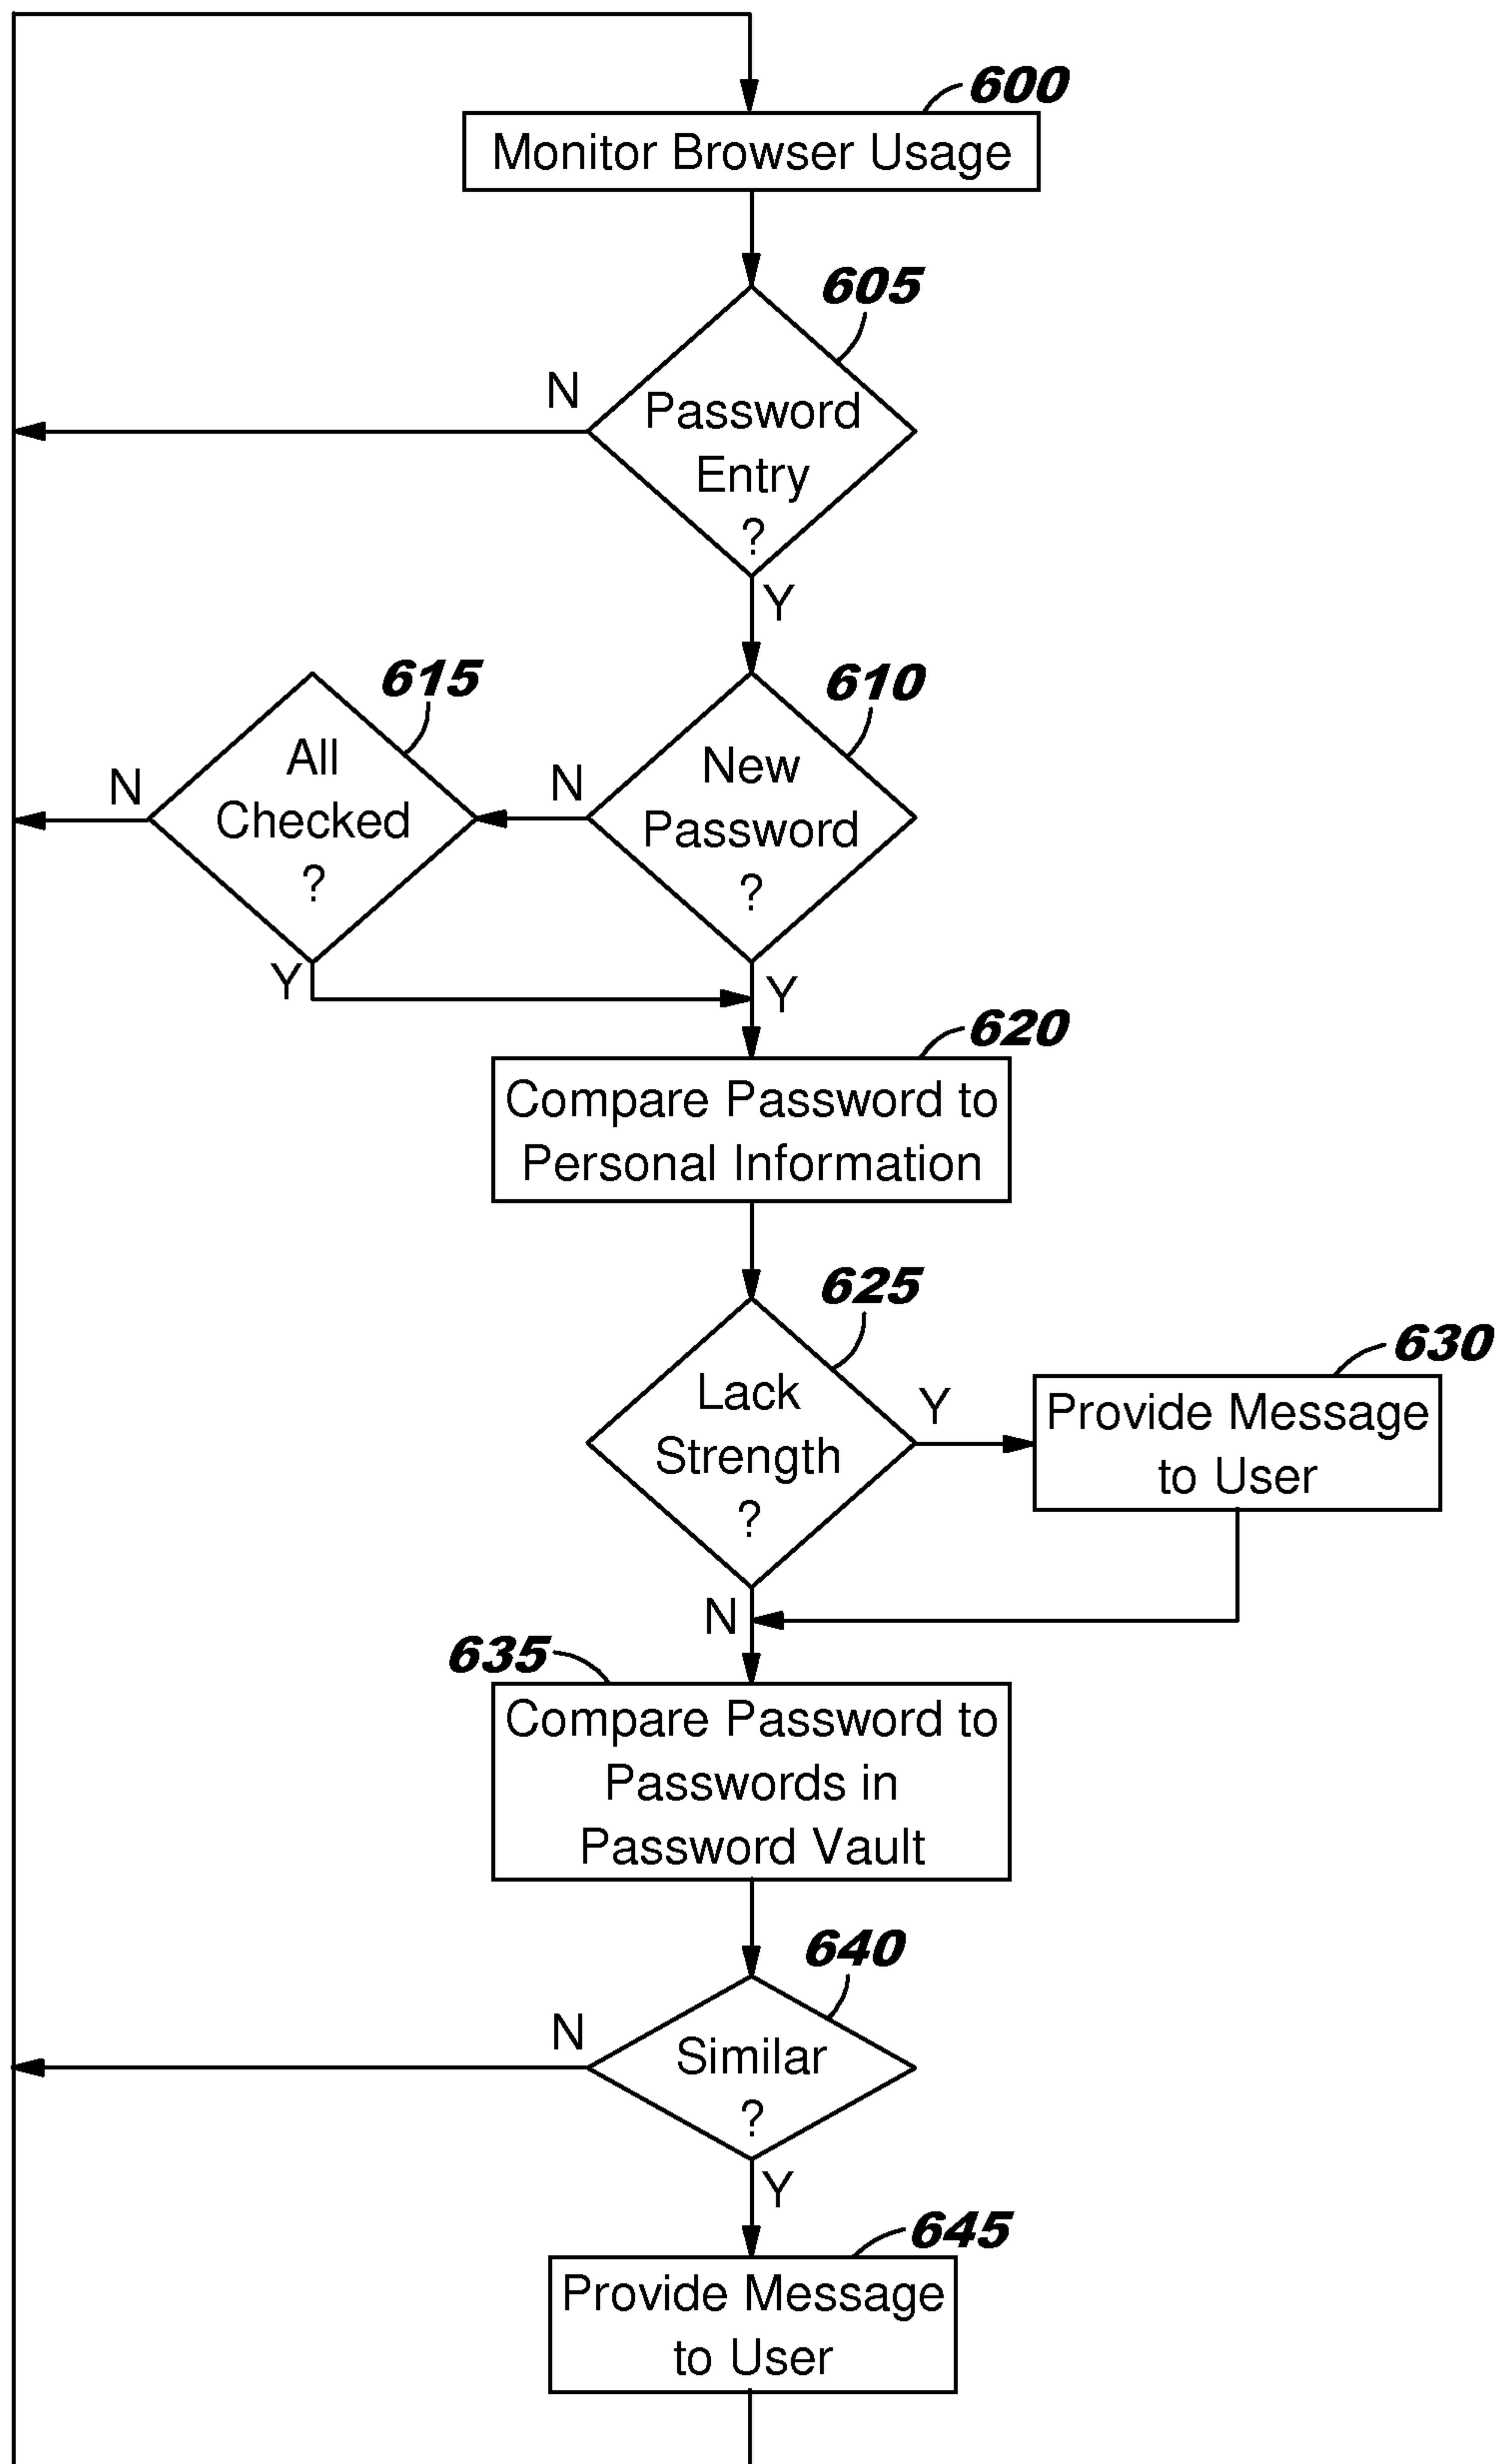 600
Monitor Browser Usage
605
N
Password
Entry
?
Y
615
610
All
Checked
?
N
N
New
Password
?
Y
Y
620
Compare Password to
Personal Information
625
630
Lack
Strength
?
Y
Provide Message
to User
N
635
Compare Password to
Passwords in
Password Vault
640
N
Similar
?
Y
645
Provide Message
to User